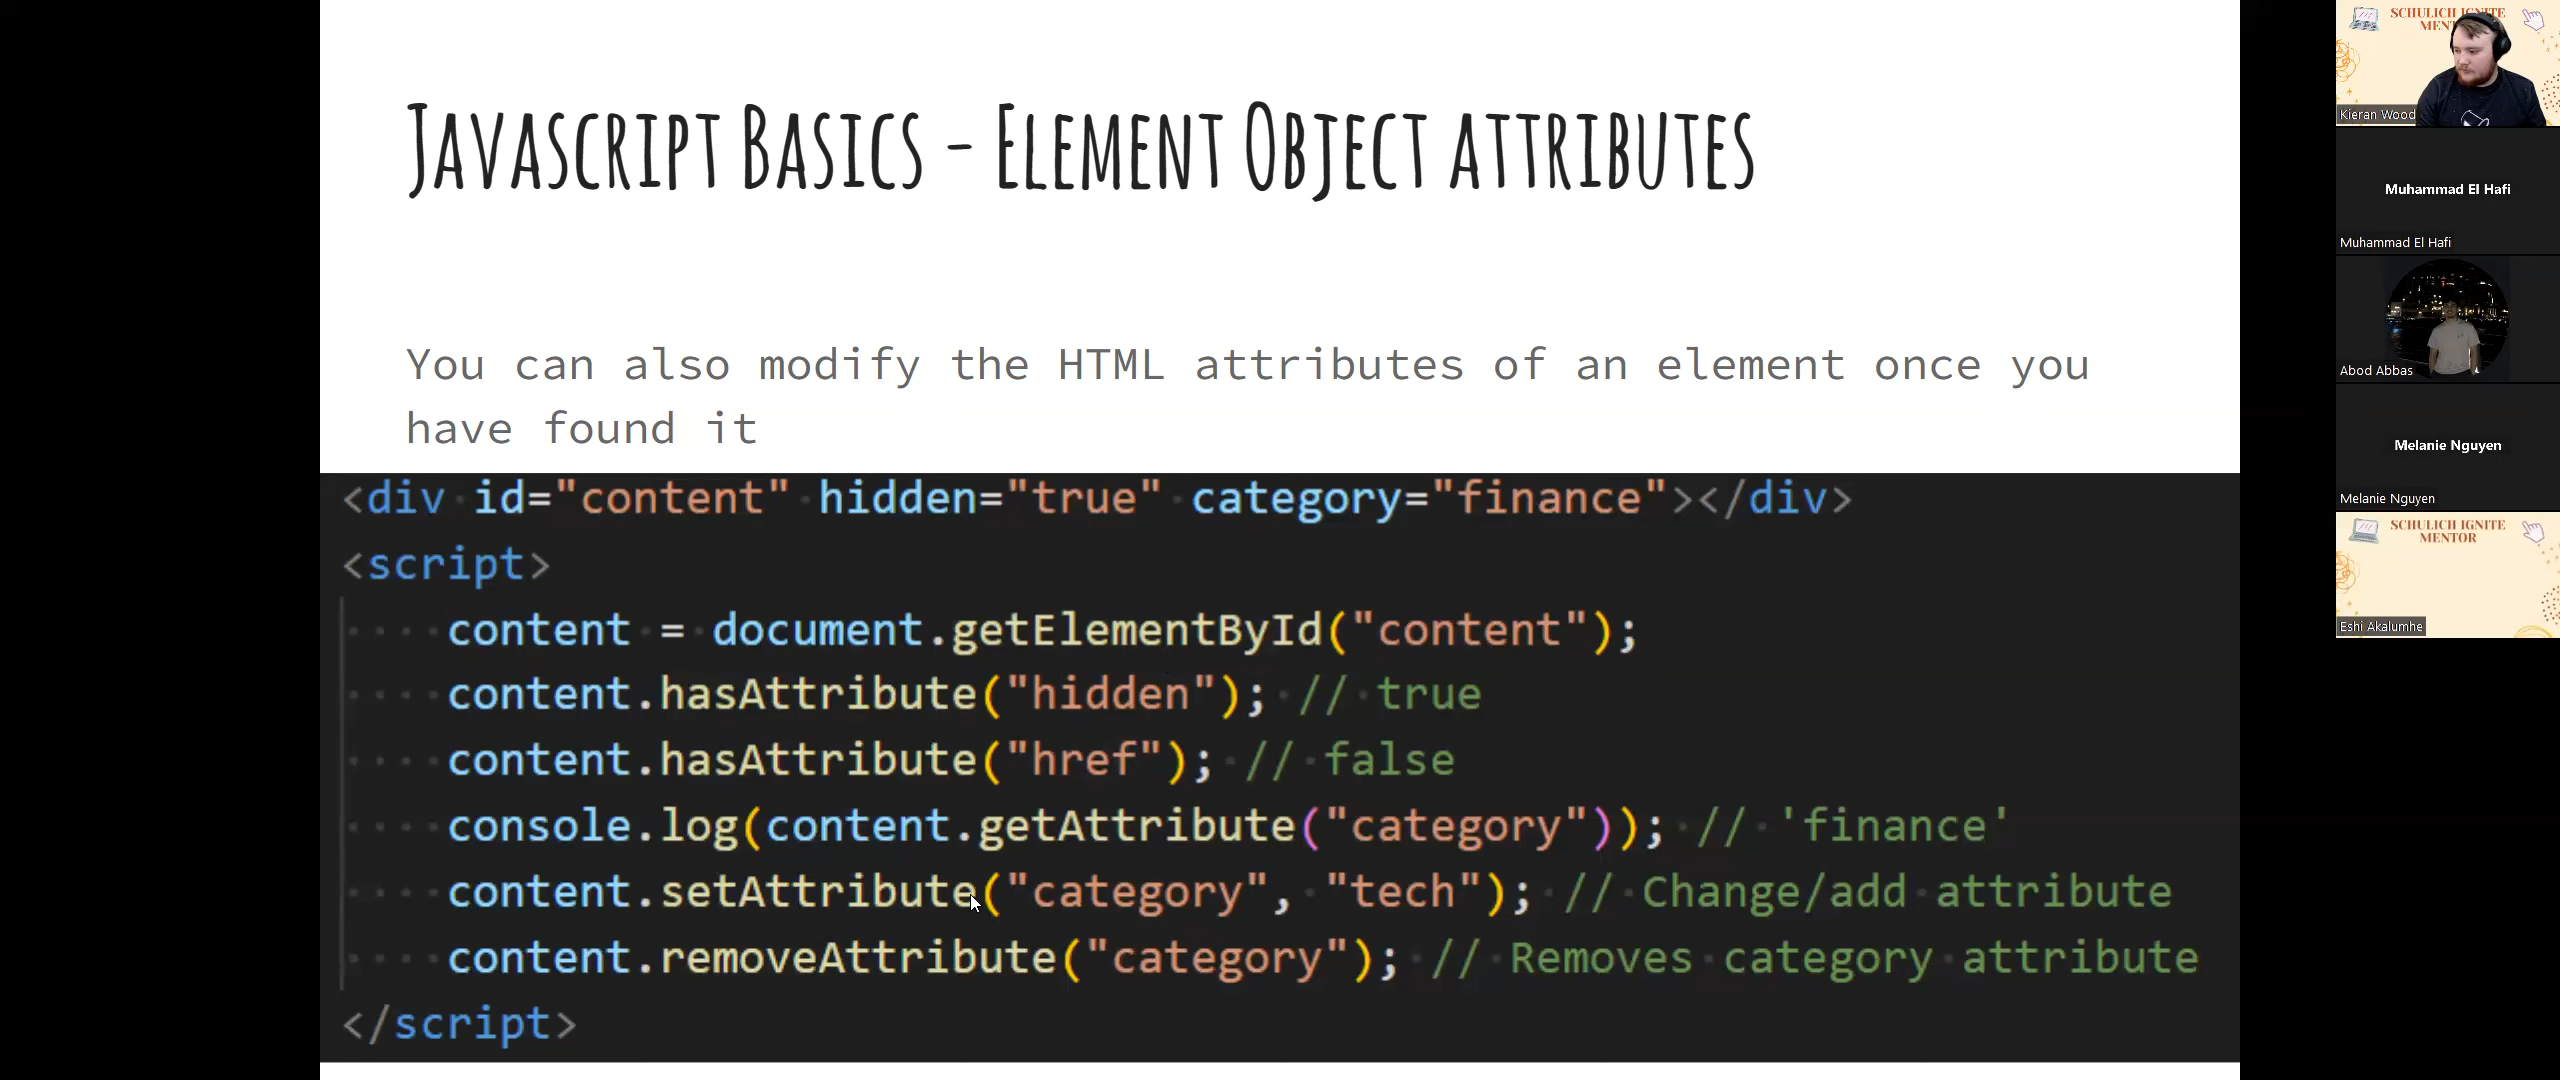 JAVASCRIPT BASICS - ELEMENT OBJECT ATTRIBUTES
You can also modify the HTML attributes of an element once you
have found it
<div id="content" hidden="true" category="finance"></div>
<script>
content = document.getElementById("content");
content.hasAttribute("hidden"); // true
content.hasAttribute("href"); // false
console.log(content.getAttribute("category")); // 'finance'
content.setAttribute("category", "tech"); // Change/add attribute
content.removeAttribute("category"); // Removes category attribute
</script>
SCHULICH IGNITE
Kieran Wood
Muhammad El Hafi
Muhammad El Hafi
Abod Abbas
Melanie Nguyen
Melanie Nguyen
SCHULICH IGNITE
MENTOR
Eshi Akalumhe